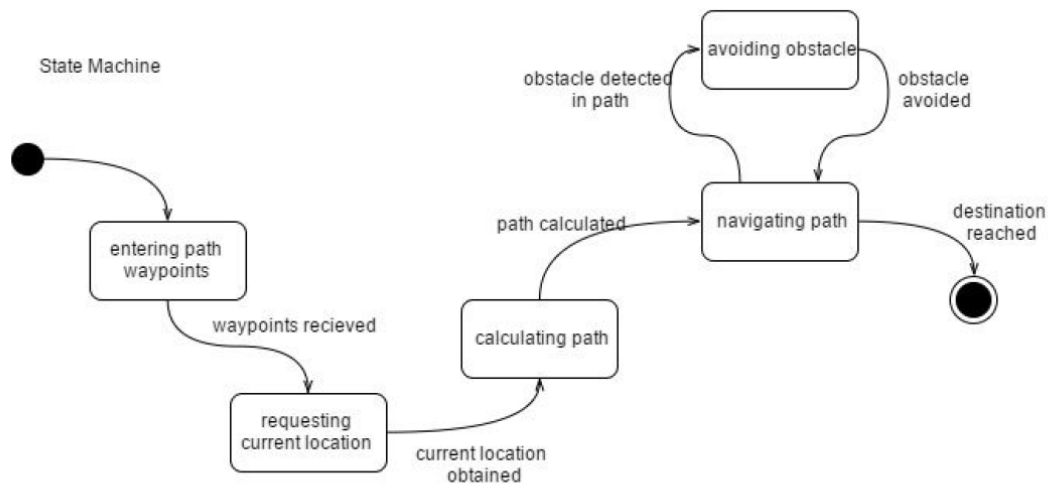 State Machine
avoiding obstacle
obstacle detected
in path
obstacle
avoided
entering path
waypoints
path calculated
navigating path
destination
reached
waypoints recieved
calculating path
requesting
current location
current location
obtained